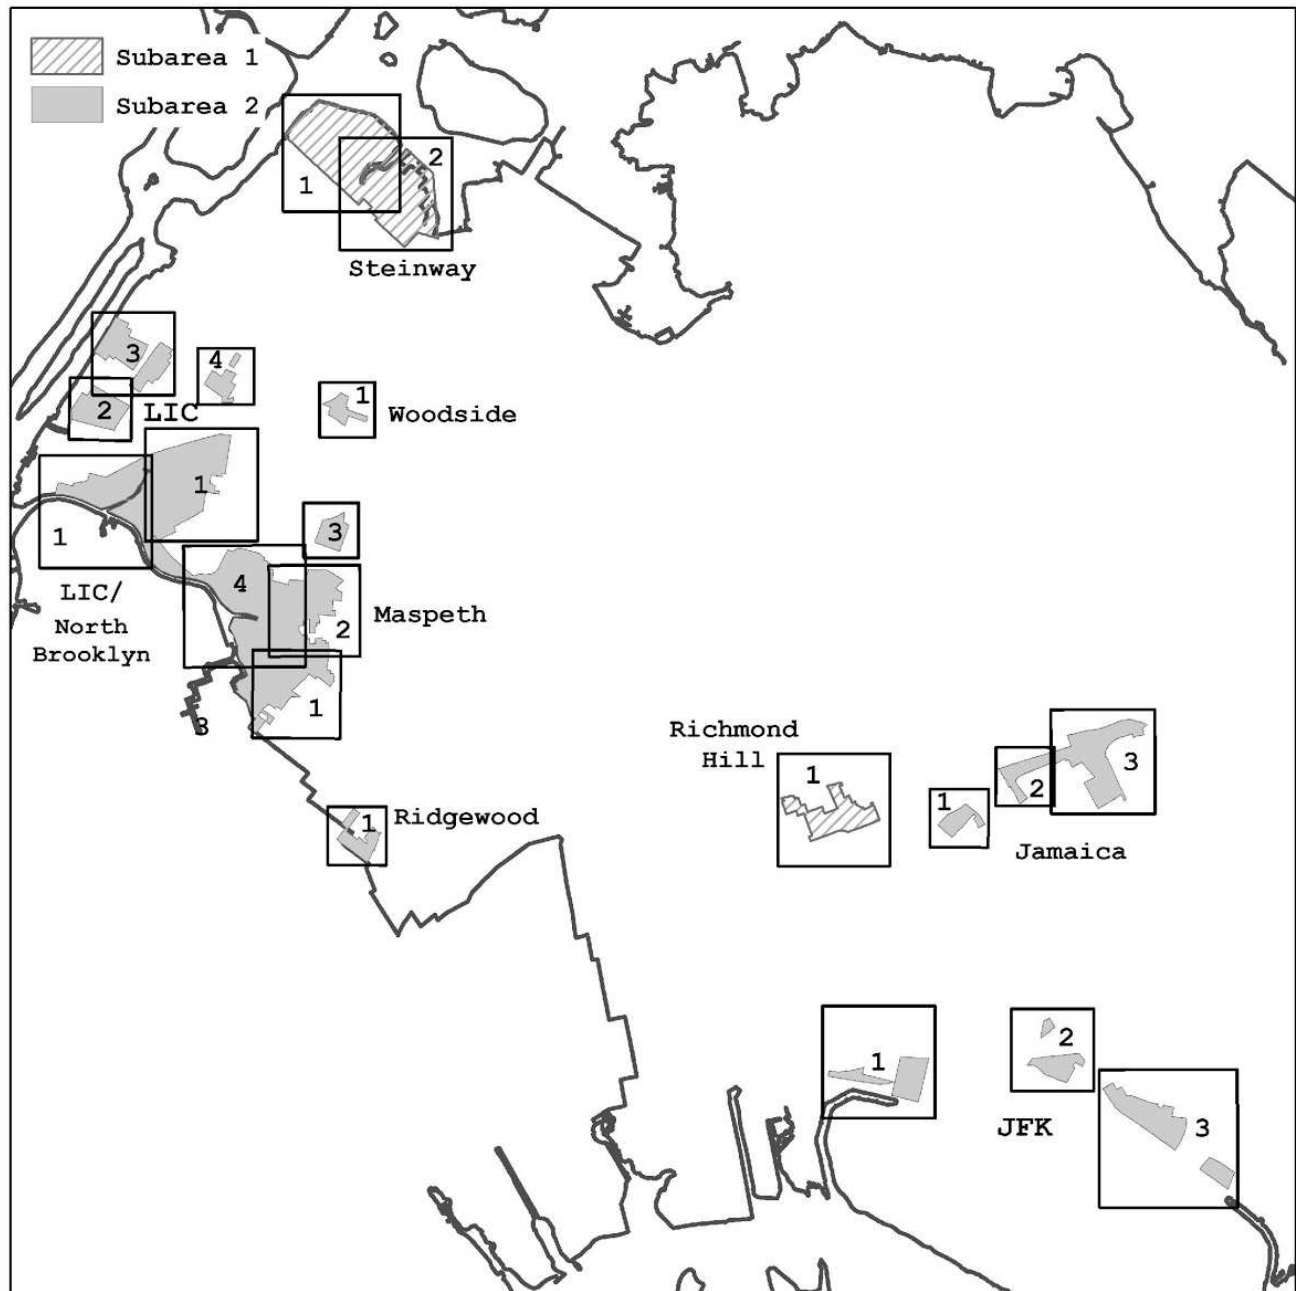 Subarea 1
Subarea 2
1
2
Steinway
3
4
2
LIC
1
Woodside
1
1
3
LIC/
North
Brooklyn
4
2
Maspeth
1
3
1
Ridgewood
Richmond
Hill
1
1
2
3
Jamaica
1
2
JFK
3